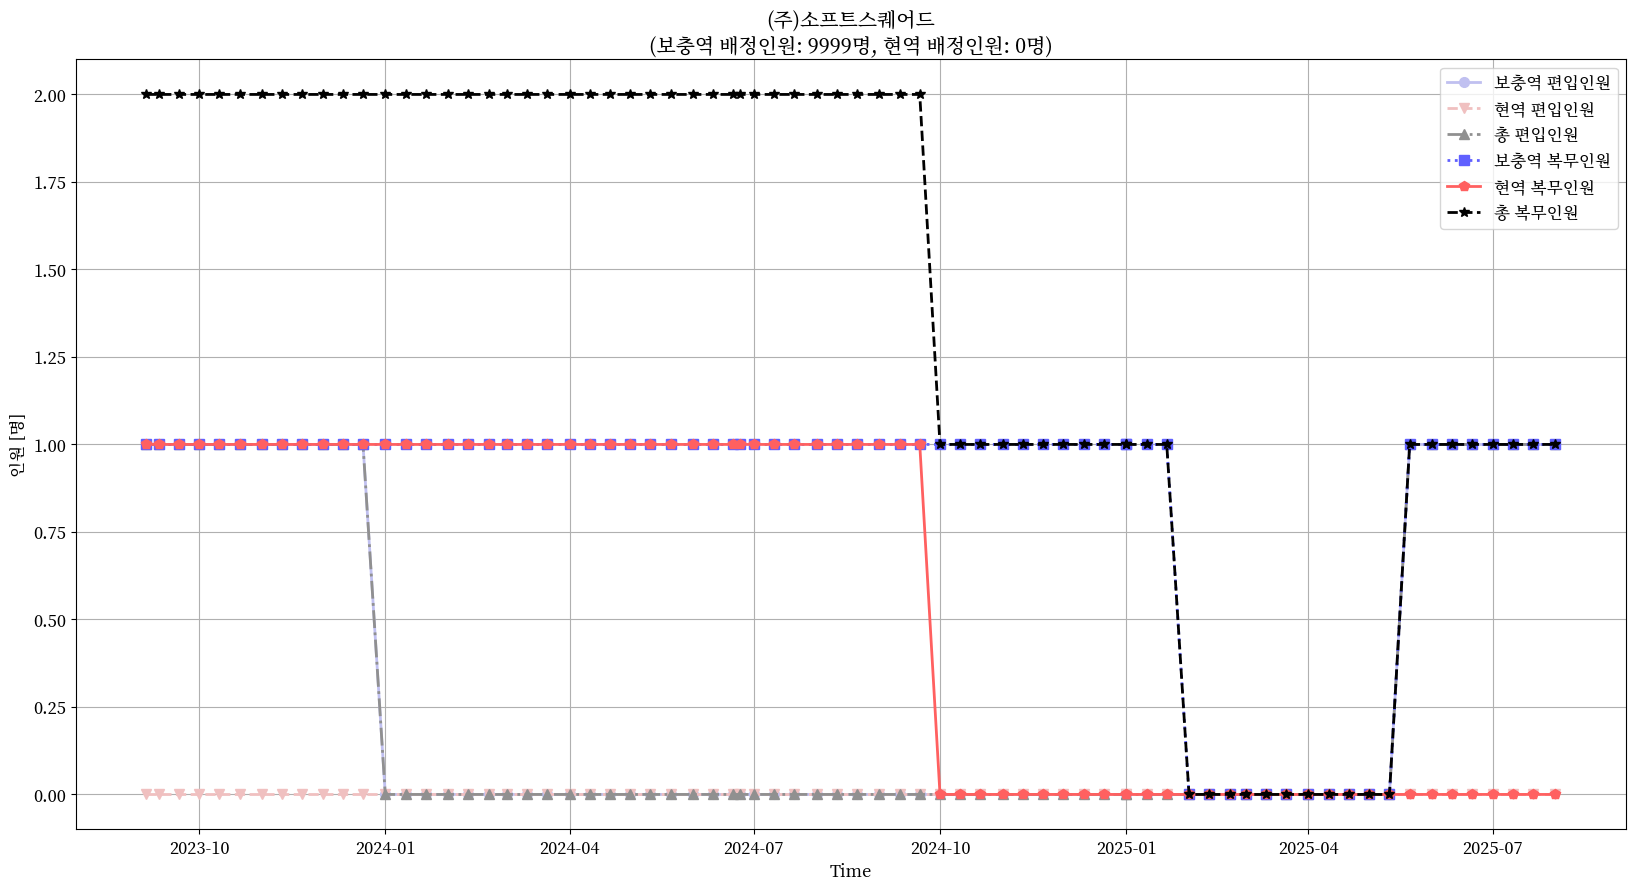 (주)소프트스퀘어드
(보충역 배정인원: 9999명, 현역 배정인원: 0명)
보충역 편입인원
현역 편입인원
총 편입인원
보충역 복무인원
현역 복무인원
총 복무인원
인원 [명]
2.00
1.75
1.50
1.25
1.00
0.75
0.50
0.25
0.00
2023-10
2024-01
2024-04
2024-07
2024-10
2025-01
2025-04
2025-07
Time